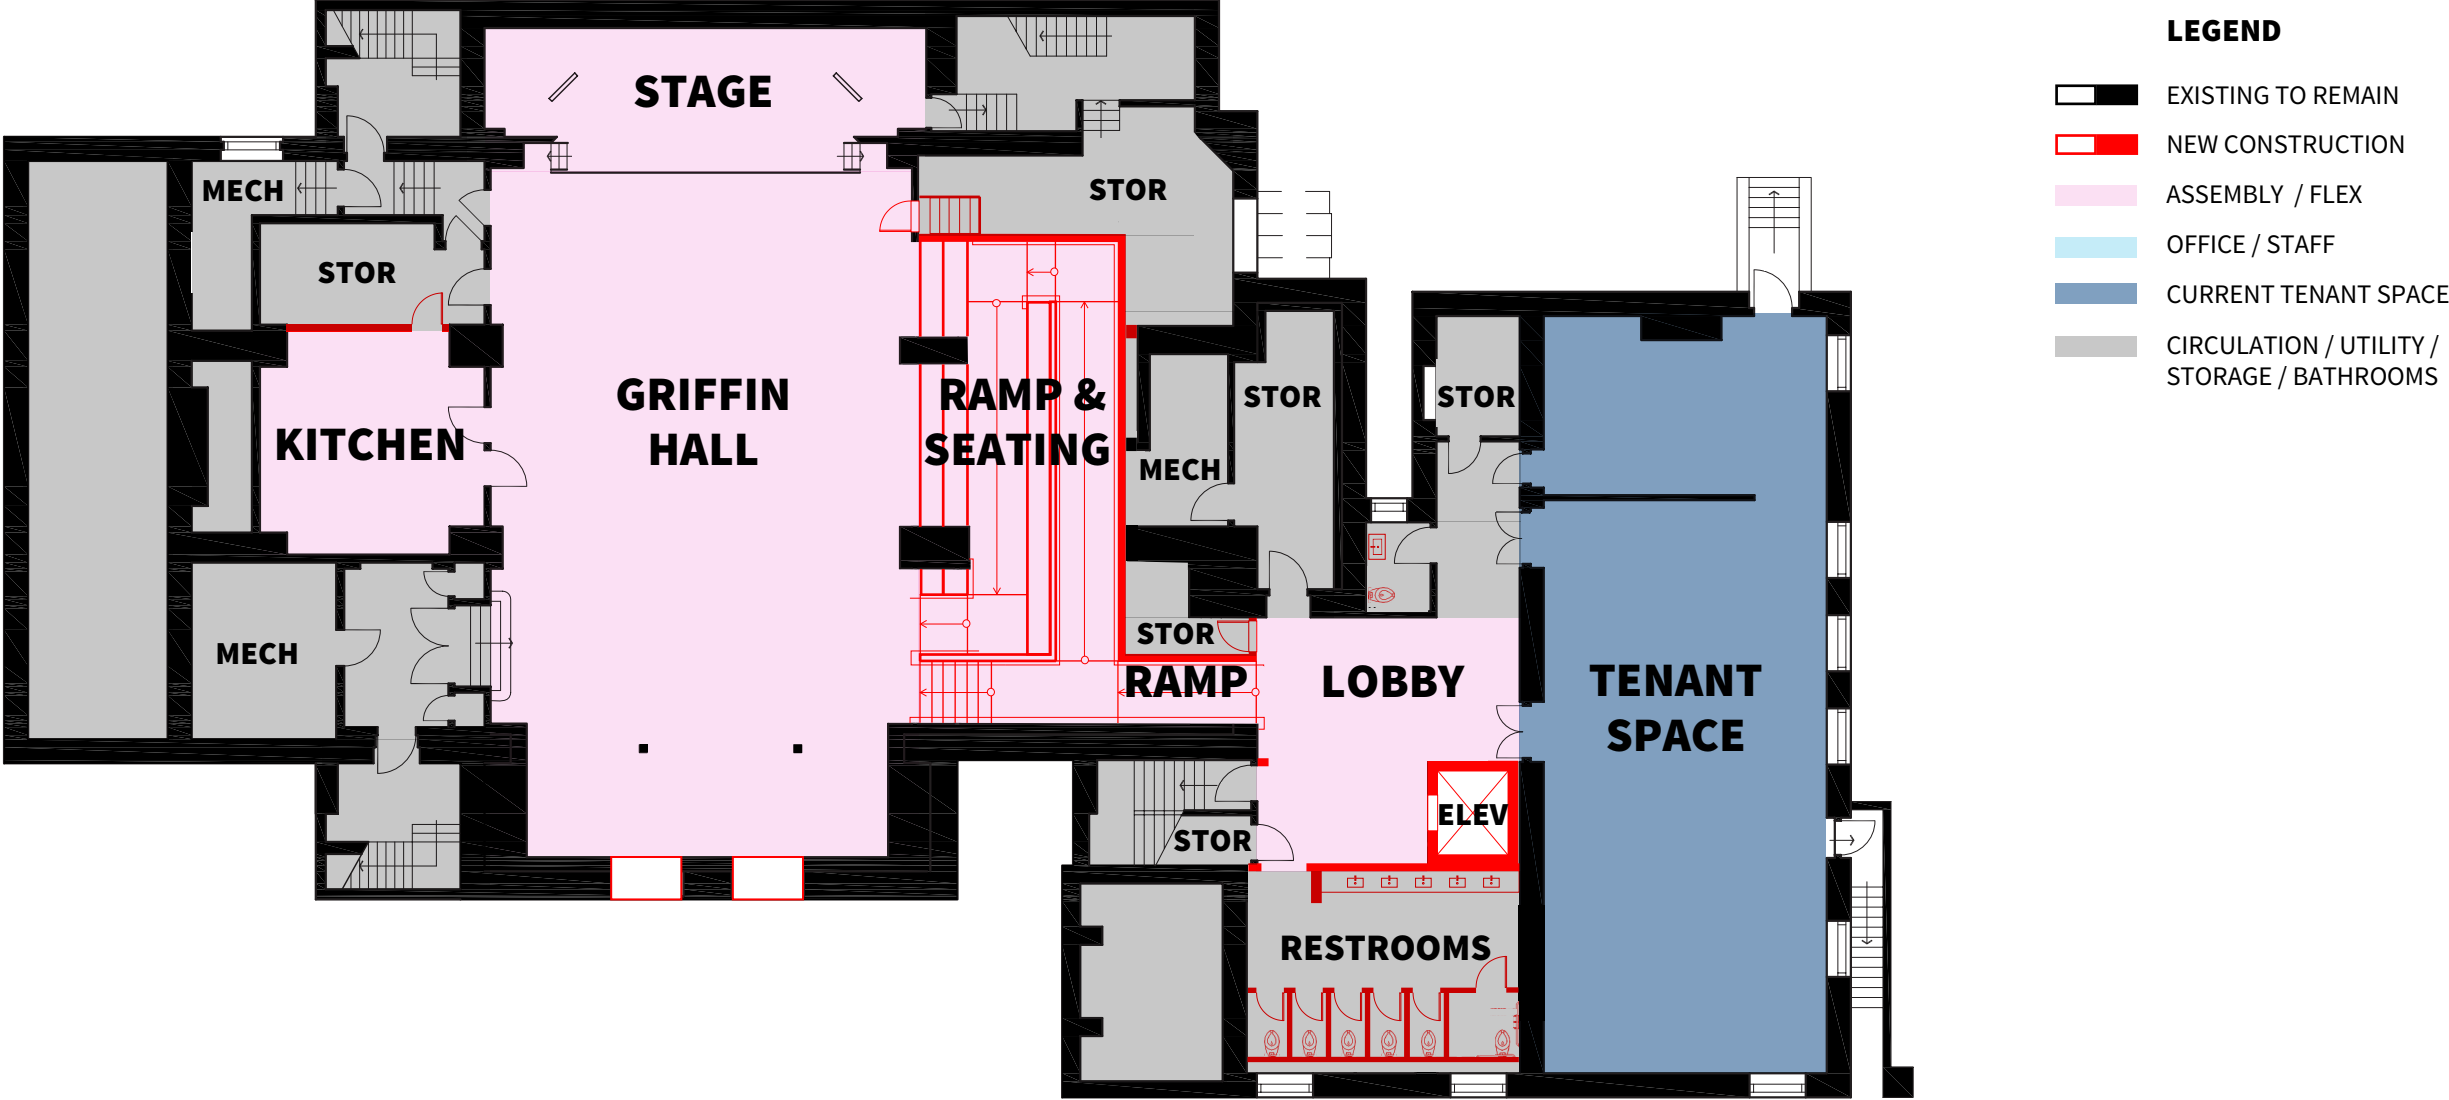 LEGEND
EXISTING TO REMAIN
NEW CONSTRUCTION
ASSEMBLY / FLEX
OFFICE / STAFF
CURRENT TENANT SPACE
CIRCULATION / UTILITY /
STORAGE / BATHROOMS
STAGE
MECH
STOR
STOR
GRIFFIN
HALL
RAMP &
SEATING
KITCHEN
STOR
STOR
MECH
MECH
STOR
RAMP
LOBBY
TENANT
SPACE
ELEV
STOR
RESTROOMS